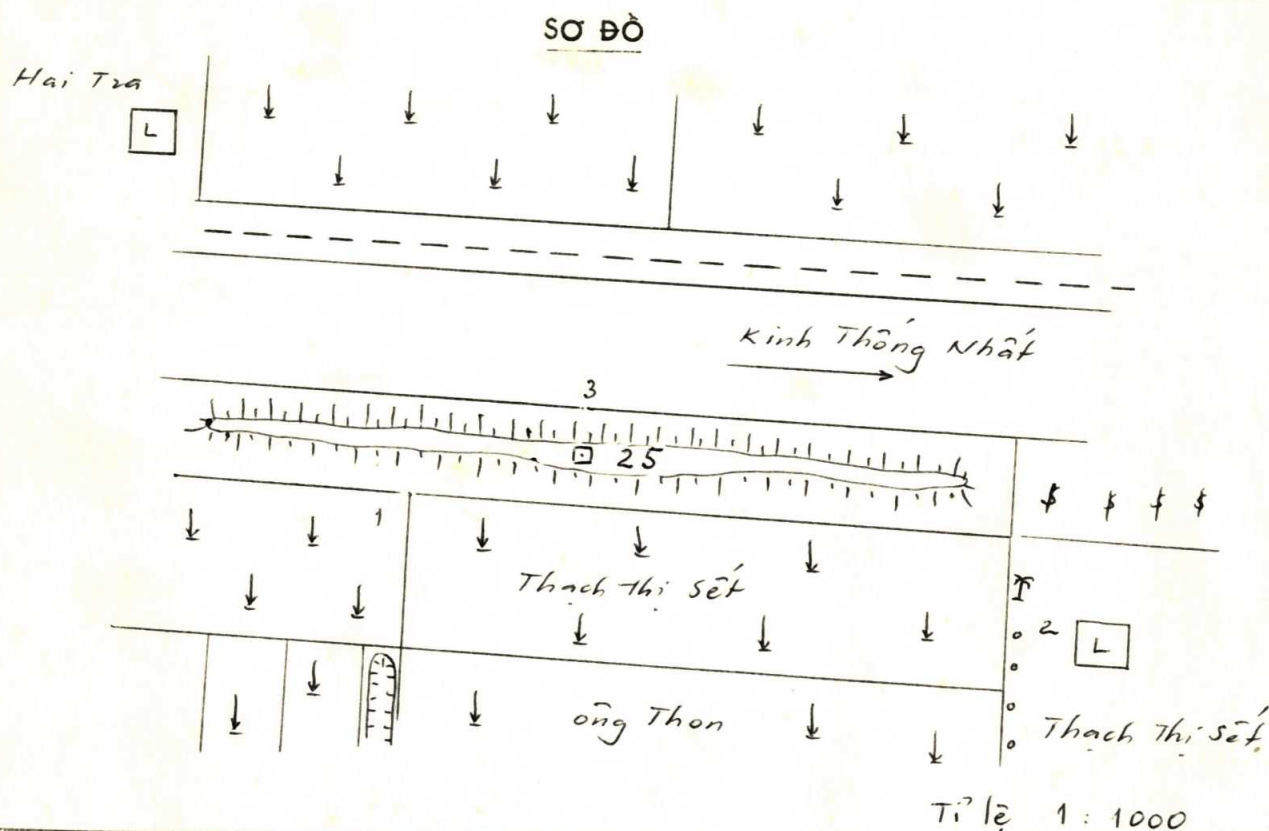 SƠ ĐỒ
Hai Tra
L
Kinh Thống Nhất
3
25
1
Thạch Thị Sết
2
L
ông Thon
Thạch Thị Sết
Tỉ lệ 1 : 1000